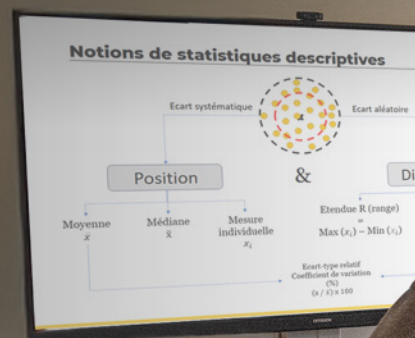 Notions de statistiques descriptives
Ecart systématique
Ecart aléatoire
Position
&
Di
Moyenne
x̄
Médiane
x̃
Mesure
individuelle
xᵢ
Etendue R (range)
=
Max (xᵢ) – Min (xᵢ)
Ecart-type relatif
Coefficient de variation
(%)
(s / x̄) x 100